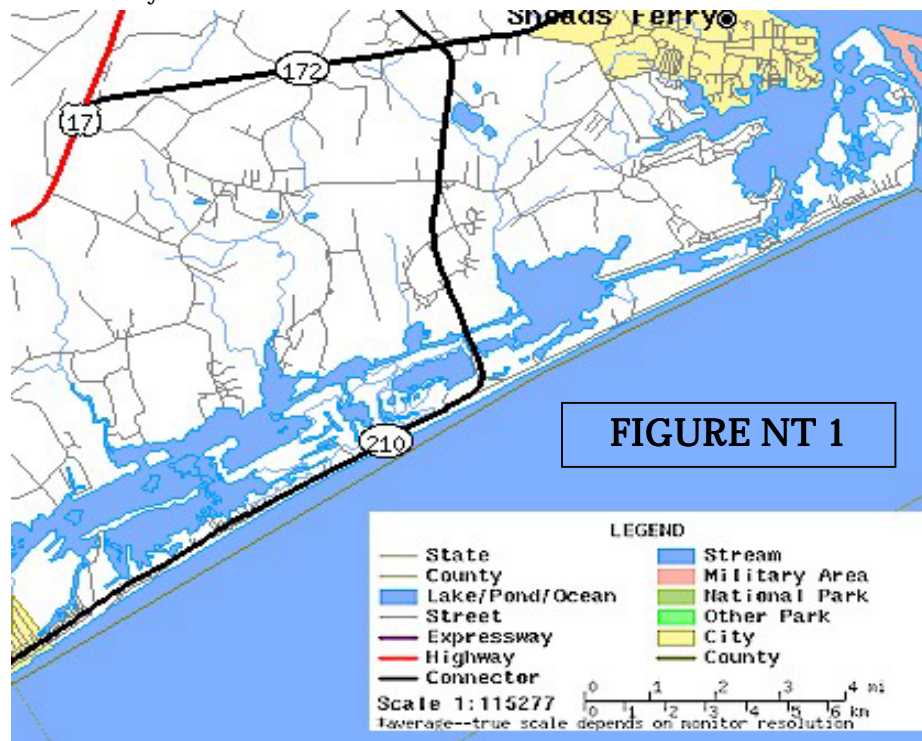 Sneads Ferry
172
17
210
FIGURE NT 1
LEGEND
State
County
Lake/Pond/Ocean
Street
Expressway
Highway
Connector
Stream
Military Area
National Park
Other Park
City
County
0 1 2 3 4 mi
Scale 1:115277
0 1 2 3 4 5 6 km
*average--true scale depends on monitor resolution